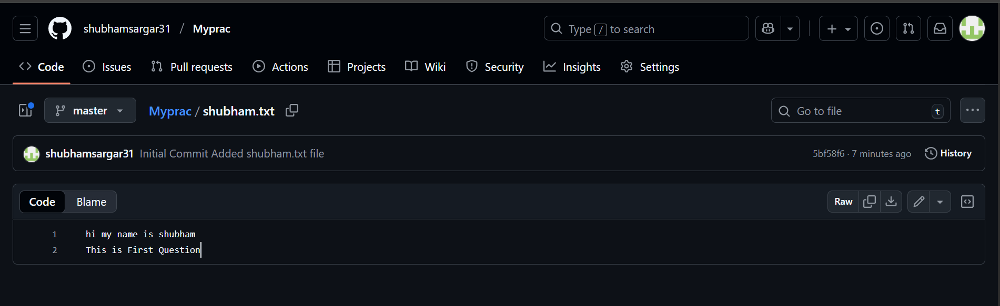 shubhamsargar31 / Myprac
Type / to search
Code
Issues
Pull requests
Actions
Projects
Wiki
Security
Insights
Settings
master
Myprac / shubham.txt
Go to file
t
shubhamsargar31 Initial Commit Added shubham.txt file
5bf58f6 · 7 minutes ago
History
Code
Blame
Raw
1 hi my name is shubham
2 This is First Question